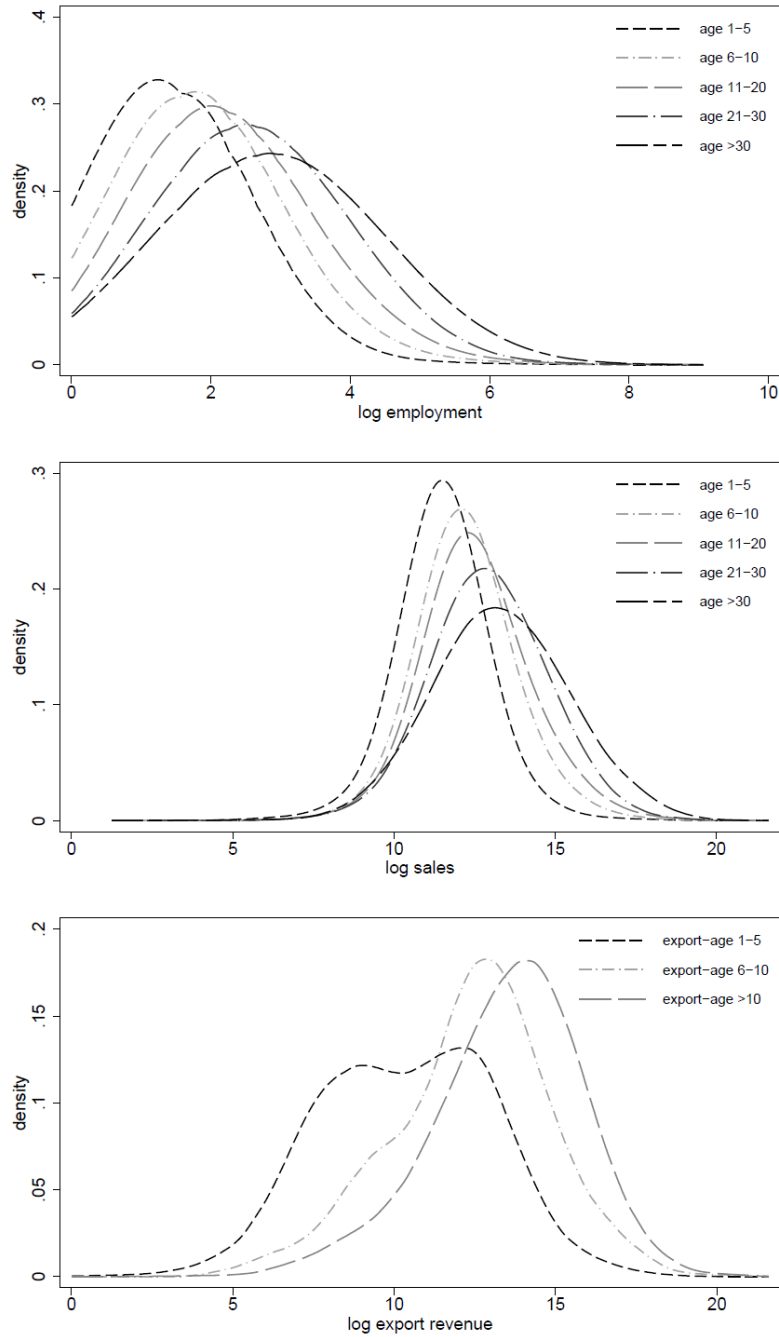 .4
.3
.2
.1
0
density
0 2 4 6 8 10
log employment
age 1−5
age 6−10
age 11−20
age 21−30
age >30
.3
.2
.1
0
density
0 5 10 15 20
log sales
age 1−5
age 6−10
age 11−20
age 21−30
age >30
.2
.15
.1
.05
0
density
0 5 10 15 20
log export revenue
export−age 1−5
export−age 6−10
export−age >10